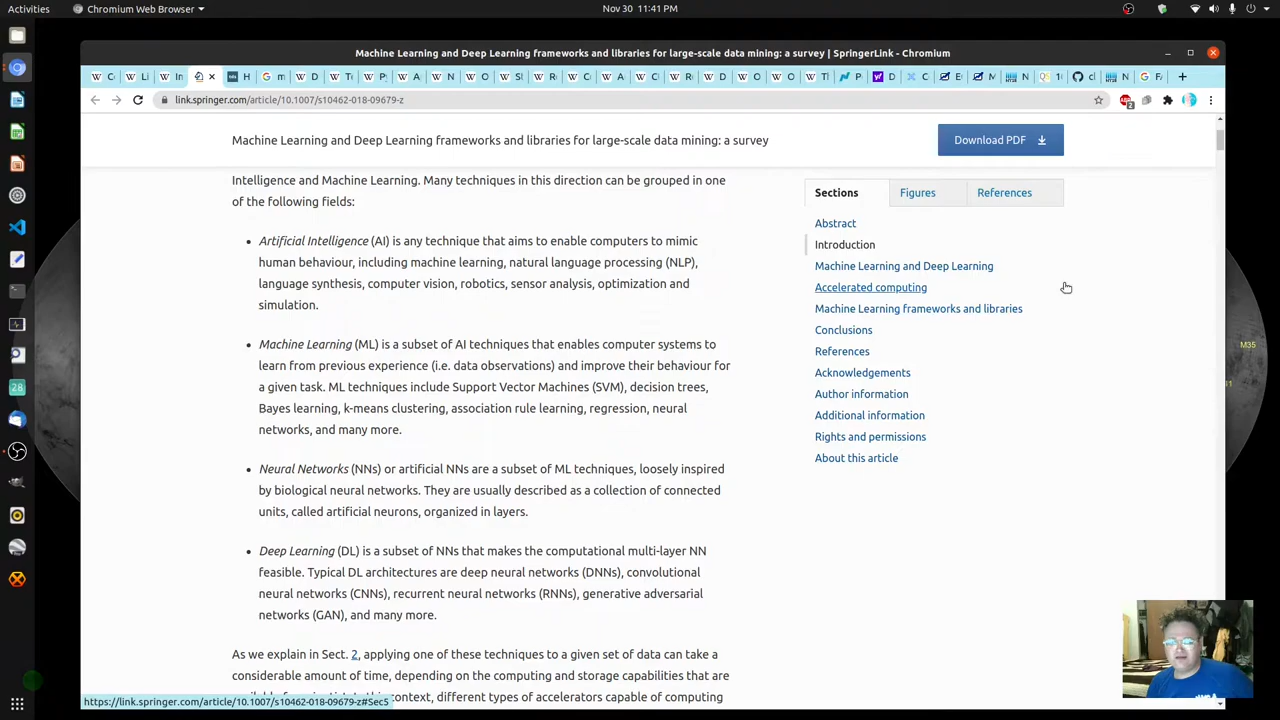 Activities
Chromium Web Browser
Nov 30 11:41 PM
Machine Learning and Deep Learning frameworks and libraries for large-scale data mining: a survey | SpringerLink - Chromium
link.springer.com/article/10.1007/s10462-018-09679-z
Machine Learning and Deep Learning frameworks and libraries for large-scale data mining: a survey
Download PDF
Intelligence and Machine Learning. Many techniques in this direction can be grouped in one
of the following fields:
• Artificial Intelligence (AI) is any technique that aims to enable computers to mimic
human behaviour, including machine learning, natural language processing (NLP),
language synthesis, computer vision, robotics, sensor analysis, optimization and
simulation.
• Machine Learning (ML) is a subset of AI techniques that enables computer systems to
learn from previous experience (i.e. data observations) and improve their behaviour for
a given task. ML techniques include Support Vector Machines (SVM), decision trees,
Bayes learning, k-means clustering, association rule learning, regression, neural
networks, and many more.
• Neural Networks (NNs) or artificial NNs are a subset of ML techniques, loosely inspired
by biological neural networks. They are usually described as a collection of connected
units, called artificial neurons, organized in layers.
• Deep Learning (DL) is a subset of NNs that makes the computational multi-layer NN
feasible. Typical DL architectures are deep neural networks (DNNs), convolutional
neural networks (CNNs), recurrent neural networks (RNNs), generative adversarial
networks (GAN), and many more.
As we explain in Sect. 2, applying one of these techniques to a given set of data can take a
considerable amount of time, depending on the computing and storage capabilities that are
context, different types of accelerators capable of computing
Sections
Figures
References
Abstract
Introduction
Machine Learning and Deep Learning
Accelerated computing
Machine Learning frameworks and libraries
Conclusions
References
Acknowledgements
Author information
Additional information
Rights and permissions
About this article
M35
28
https://link.springer.com/article/10.1007/s10462-018-09679-z#Sec5